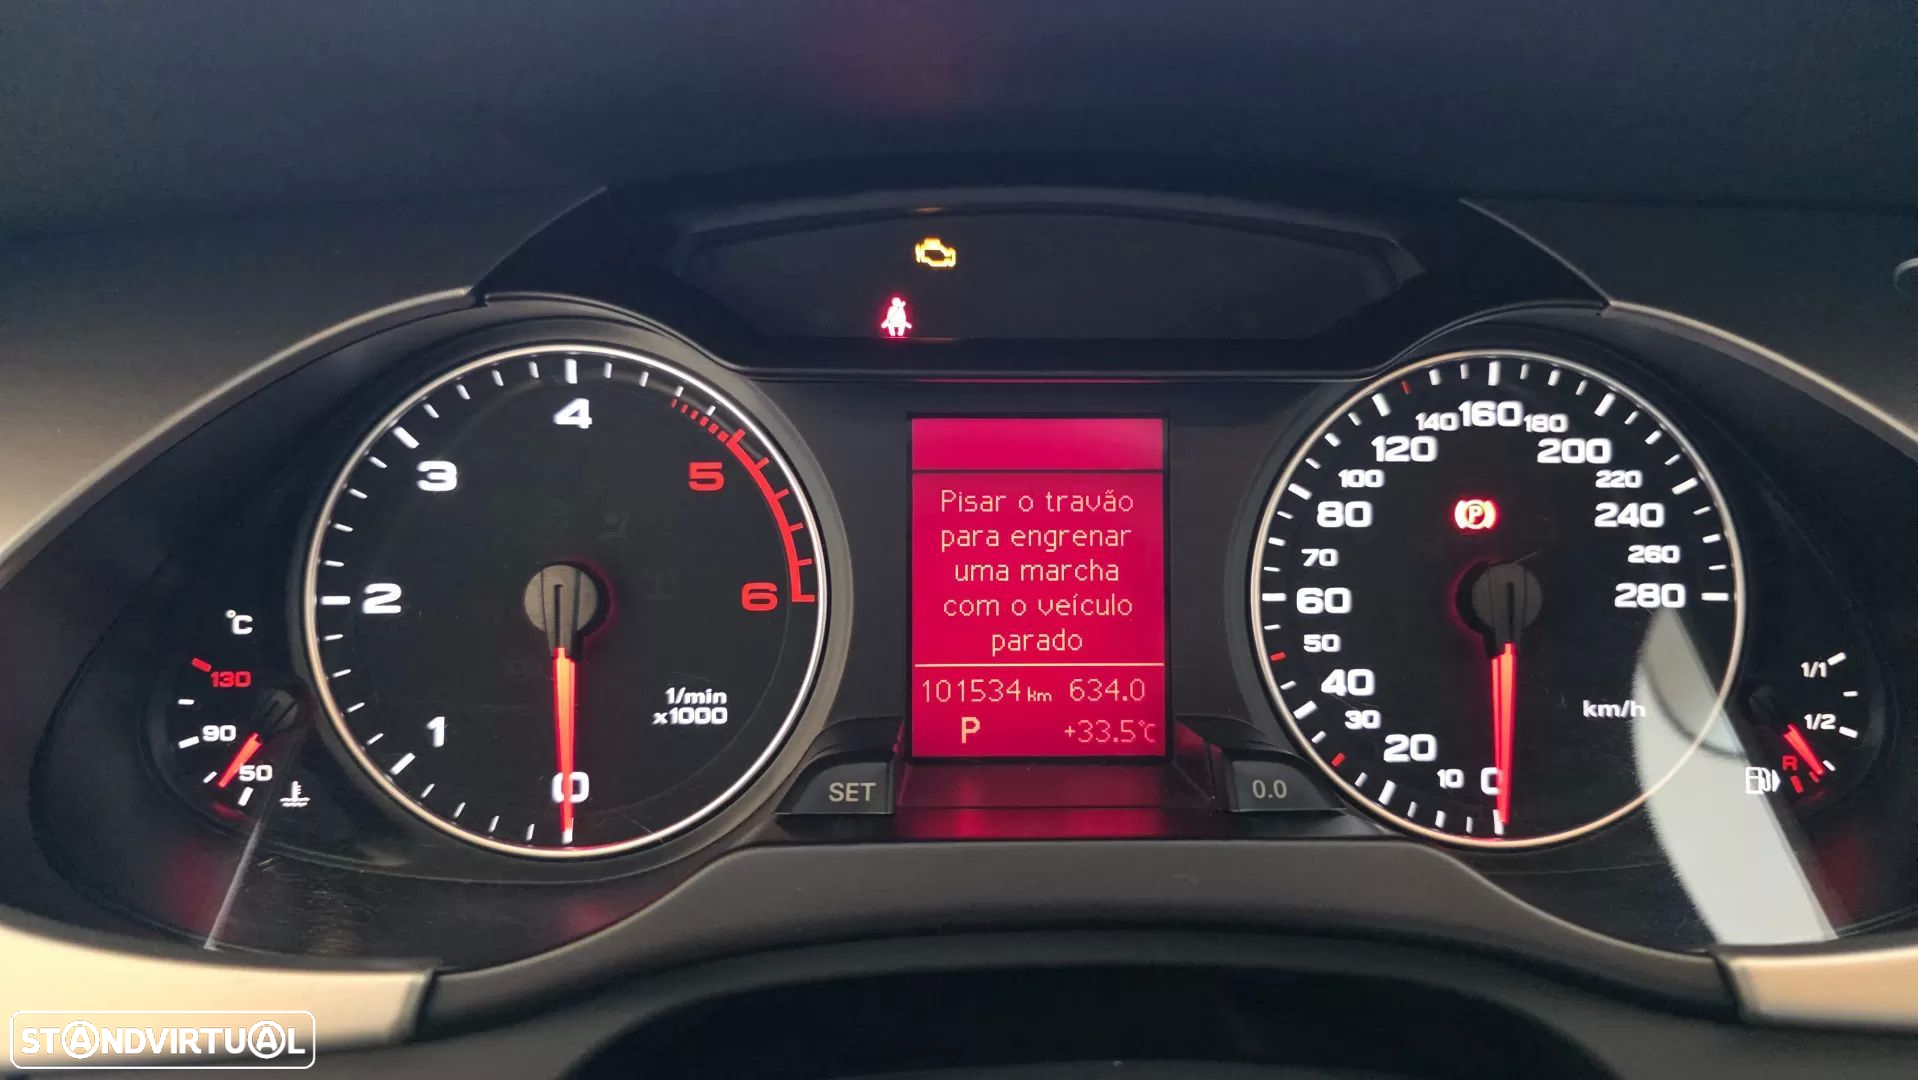 4
3
5
2
6
1
0
1/min
x1000
°C
130
90
50
Pisar o travão
para engrenar
uma marcha
com o veículo
parado
101534 km 634.0
P +33.5°C
SET
0.0
160
140
180
120
200
100
220
80
240
P
70
260
60
280
50
40
30
km/h
20
10
0
1/1
1/2
R
STANDVIRTUAL